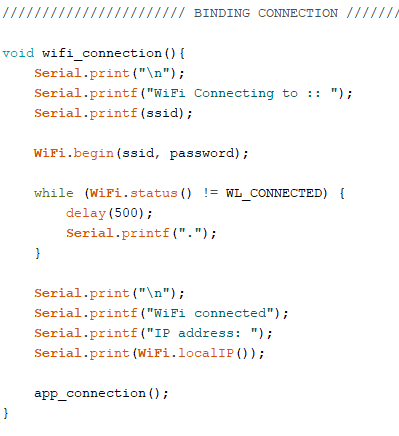 /////////////////////// BINDING CONNECTION ///////
void wifi_connection(){
Serial.print("\n");
Serial.printf("WiFi Connecting to :: ");
Serial.printf(ssid);
WiFi.begin(ssid, password);
while (WiFi.status() != WL_CONNECTED) {
delay(500);
Serial.printf(".");
}
Serial.print("\n");
Serial.printf("WiFi connected");
Serial.printf("IP address: ");
Serial.print(WiFi.localIP());
app_connection();
}